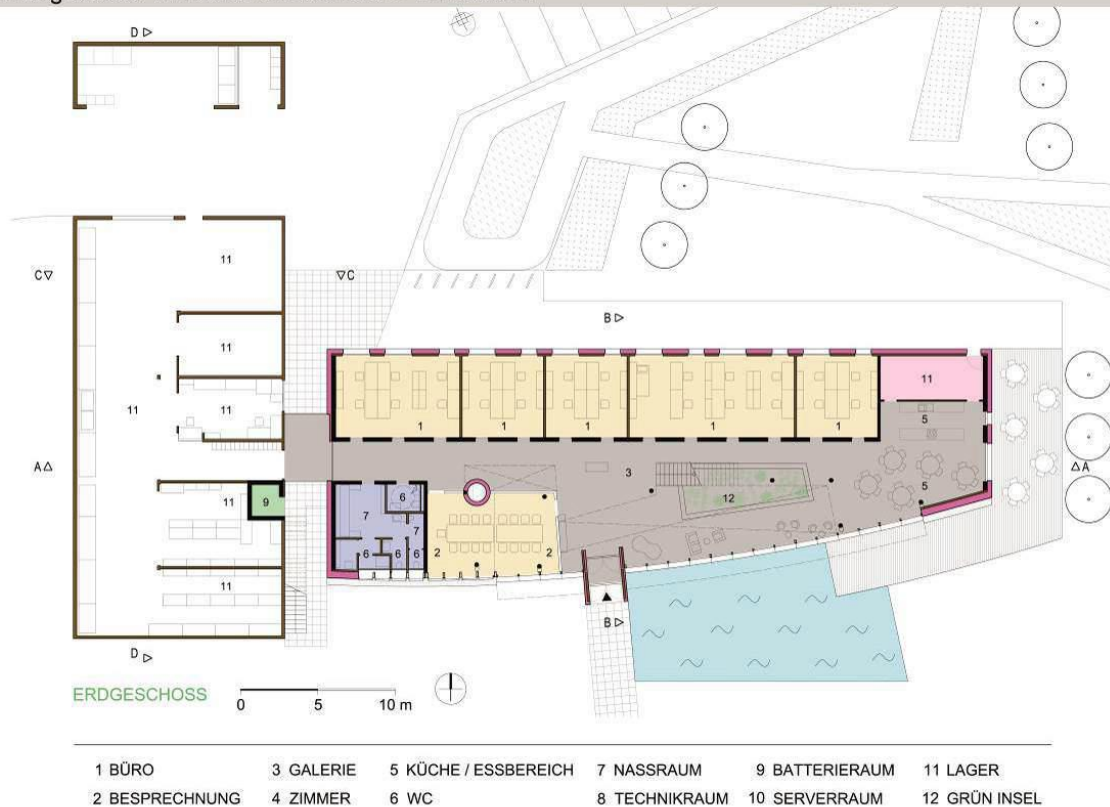 D
11
C
C
B
11
11
11
11
1
1
1
1
1
5
A
3
A
11
9
7
6
12
5
7
2
2
6
6
6
11
B
D
ERDGESCHOSS
0 5 10 m
1 BÜRO 3 GALERIE 5 KÜCHE / ESSBEREICH 7 NASSRAUM 9 BATTERIERAUM 11 LAGER
2 BESPRECHNUNG 4 ZIMMER 6 WC 8 TECHNIKRAUM 10 SERVERRAUM 12 GRÜN INSEL